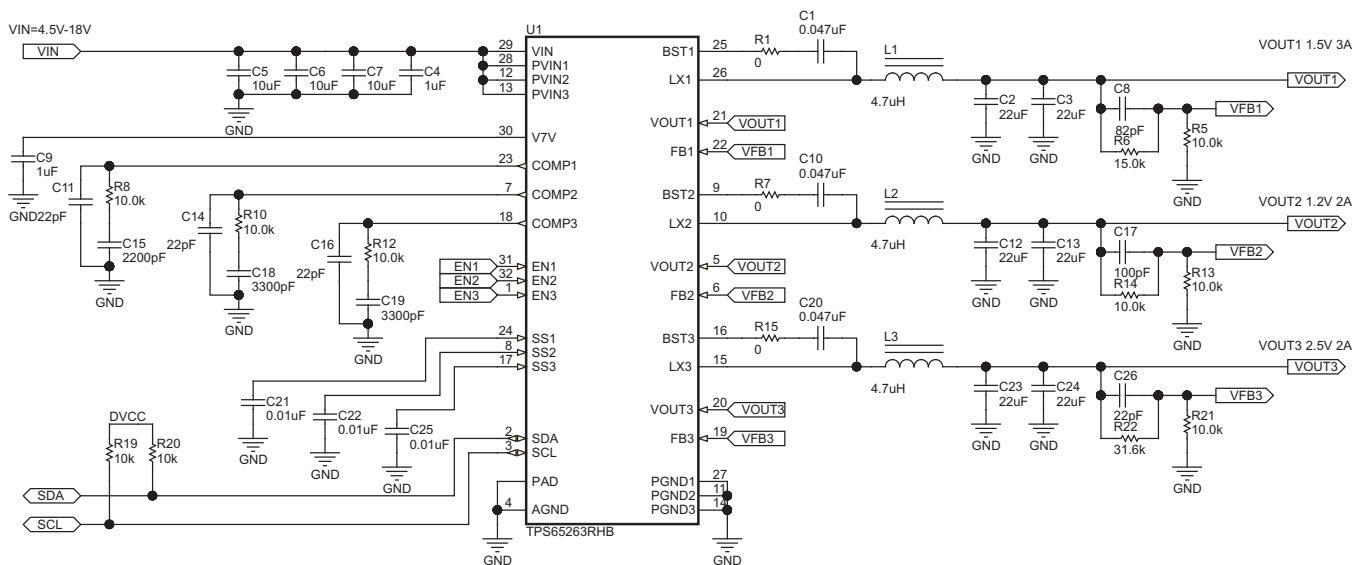 VIN=4.5V-18V
VIN
C5
10uF
C6
10uF
C7
10uF
C4
1uF
GND
C9
1uF
GND
C11
22pF
R8
10.0k
C15
2200pF
GND
C14
22pF
R10
10.0k
C18
3300pF
GND
C16
22pF
R12
10.0k
C19
3300pF
GND
EN1
EN2
EN3
C21
0.01uF
GND
C22
0.01uF
GND
C25
0.01uF
GND
DVCC
R19
10k
R20
10k
SDA
SCL
GND
U1
29 VIN
28 PVIN1
12 PVIN2
13 PVIN3
30 V7V
23 COMP1
7 COMP2
18 COMP3
31 EN1
32 EN2
1 EN3
24 SS1
8 SS2
17 SS3
2 SDA
3 SCL
PAD
4 AGND
TPS65263RHB
BST1 25
LX1 26
VOUT1 21 VOUT1
FB1 22 VFB1
BST2 9
LX2 10
VOUT2 5 VOUT2
FB2 6 VFB2
BST3 16
LX3 15
VOUT3 20 VOUT3
FB3 19 VFB3
PGND1 27
PGND2 11
PGND3 14
GND
R1
0
C1
0.047uF
L1
4.7uH
C2
22uF
GND
C3
22uF
GND
C8
82pF
R6
15.0k
R5
10.0k
GND
VOUT1 1.5V 3A
VOUT1
VFB1
R7
0
C10
0.047uF
L2
4.7uH
C12
22uF
GND
C13
22uF
GND
C17
100pF
R14
10.0k
R13
10.0k
GND
VOUT2 1.2V 2A
VOUT2
VFB2
R15
0
C20
0.047uF
L3
4.7uH
C23
22uF
GND
C24
22uF
GND
C26
22pF
R22
31.6k
R21
10.0k
GND
VOUT3 2.5V 2A
VOUT3
VFB3